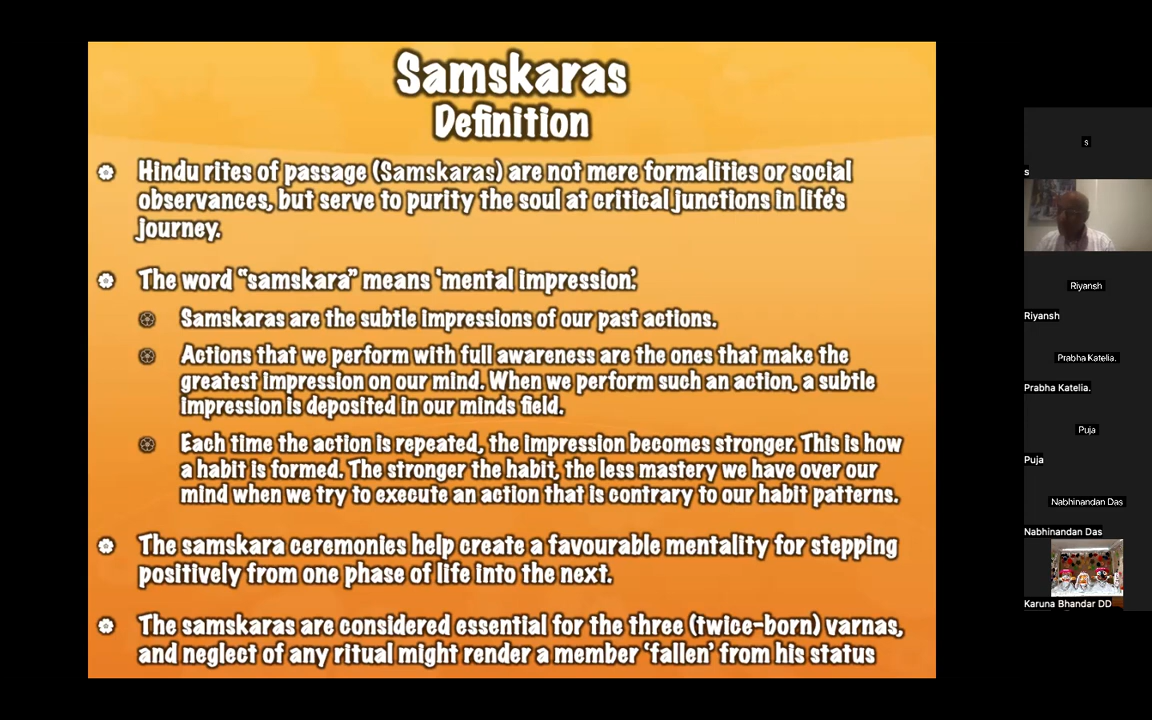 Samskaras
Definition
Hindu rites of passage (Samskaras) are not mere formalities or social
observances, but serve to purity the soul at critical junctions in life's
journey.
The word "samskara" means 'mental impression'.
Samskaras are the subtle impressions of our past actions.
Actions that we perform with full awareness are the ones that make the
greatest impression on our mind. When we perform such an action, a subtle
impression is deposited in our minds field.
Each time the action is repeated, the impression becomes stronger. This is how
a habit is formed. The stronger the habit, the less mastery we have over our
mind when we try to execute an action that is contrary to our habit patterns.
The samskara ceremonies help create a favourable mentality for stepping
positively from one phase of life into the next.
The samskaras are considered essential for the three (twice-born) varnas,
and neglect of any ritual might render a member 'fallen' from his status
s
s
Riyansh
Riyansh
Prabha Katelia.
Prabha Katelia.
Puja
Puja
Nabhinandan Das
Nabhinandan Das
Karuna Bhandar DD